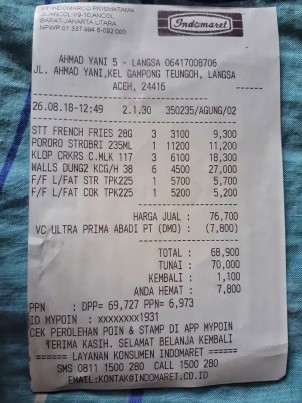 PT INDOMARCO PRISMATAMA
JL.ANCOL I/9-10,ANCOL
BARAT-JAKARTA UTARA
NPWP 01 337 994 6-092 000
Indomaret
AHMAD YANI 5 - LANGSA 06417008706
JL. AHMAD YANI,KEL GAMPONG TEUNGOH, LANGSA
ACEH, 24416
26.08.18-12:49 2.1.30 350235/AGUNG/02
STT FRENCH FRIES 28G 3 3100 9,300
PORORO STROBRI 235ML 1 11200 11,200
KLOP CRKRS C.MLK 117 3 6100 18,300
WALLS DUNG2 KCG/H 38 6 4500 27,000
F/F L/FAT STR TPK225 1 5700 5,700
F/F L/FAT COK TPK225 1 5200 5,200
HARGA JUAL : 76,700
VC ULTRA PRIMA ABADI PT (DMO) : (7,800)
TOTAL : 68,900
TUNAI : 70,000
KEMBALI : 1,100
ANDA HEMAT : 7,800
PPN : DPP= 69,727 PPN= 6,973
ID MYPOIN : xxxxxxxx1931
CEK PEROLEHAN POIN & STAMP DI APP MYPOIN
TERIMA KASIH. SELAMAT BELANJA KEMBALI
====== LAYANAN KONSUMEN INDOMARET ======
SMS 0811 1500 280 CALL 1500 280
EMAIL:KONTAK@INDOMARET.CO.ID